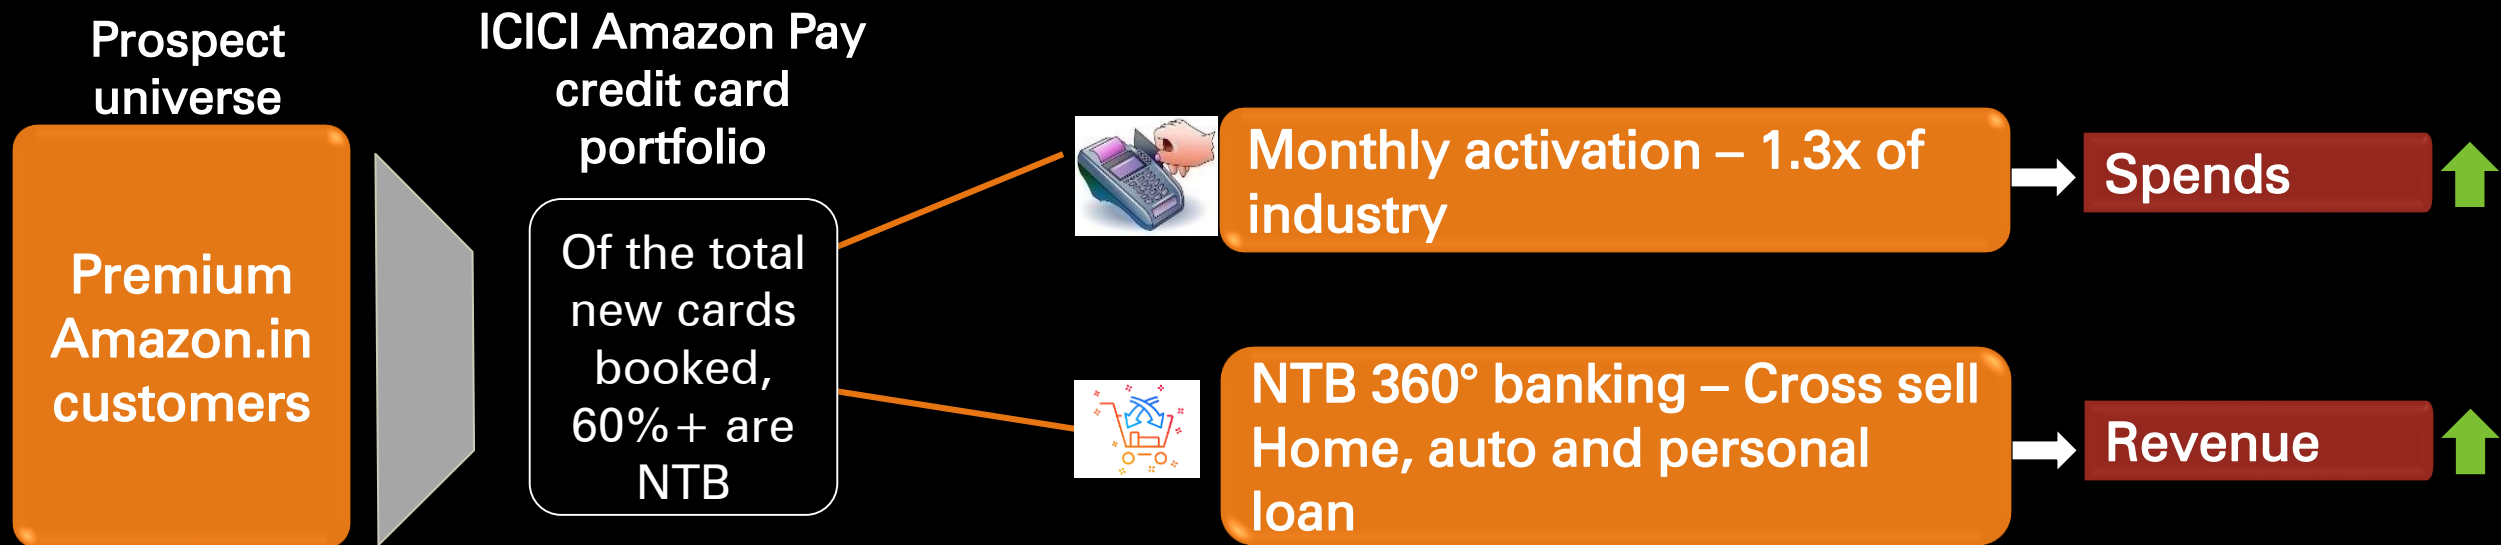 Prospect
universe
Premium
Amazon.in
customers
ICICI Amazon Pay
credit card
portfolio
Of the total
new cards
booked,
60%+ are
NTB
Monthly activation – 1.3x of
industry
Spends
NTB 360° banking – Cross sell
Home, auto and personal
loan
Revenue